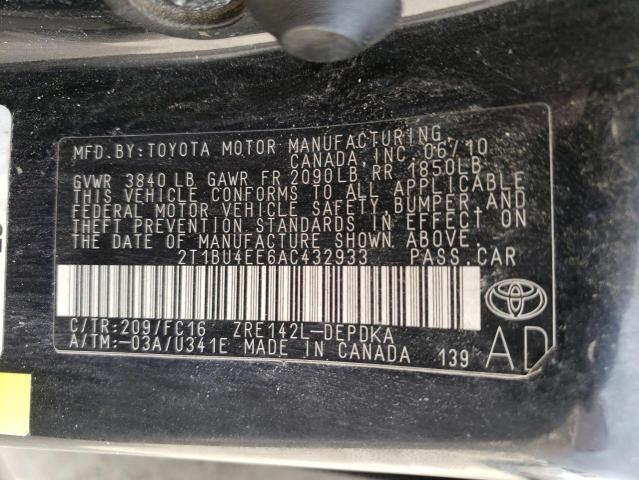 MFD. BY: TOYOTA MOTOR MANUFACTURING,
CANADA, INC. 06/10
GVWR 3840 LB GAWR FR 2090LB RR 1850LB
THIS VEHICLE CONFORMS TO ALL APPLICABLE
FEDERAL MOTOR VEHICLE SAFETY, BUMPER AND
THEFT PREVENTION STANDARDS IN EFFECT ON
THE DATE OF MANUFACTURE SHOWN ABOVE.
2T1BU4EE6AC432933 PASS.CAR
C/TR:209/FC16 ZRE142L-DEPDKA
A/TM:-03A/U341E MADE IN CANADA 139 AD